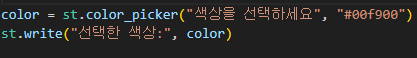 color = st.color_picker("색상을 선택하세요", "#00f900")
st.write("선택한 색상:", color)